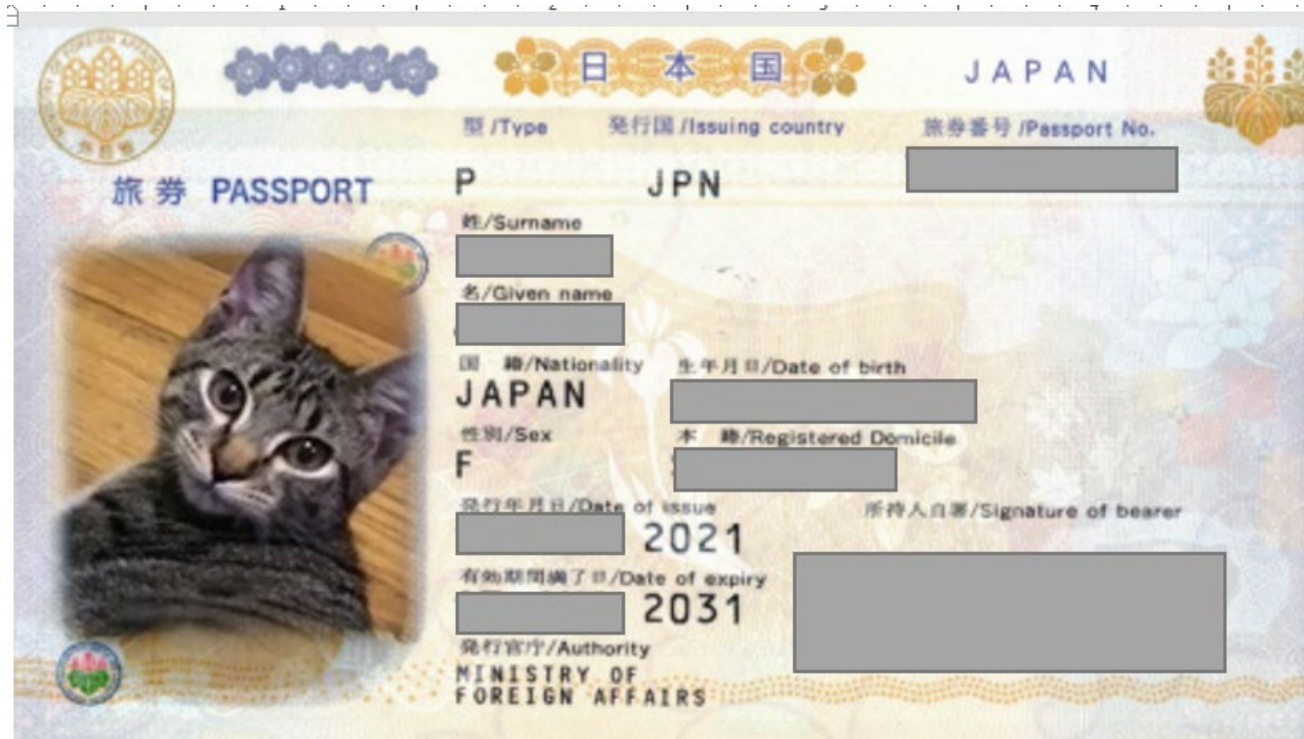 日本国 JAPAN
型/Type 発行国/Issuing country 旅券番号/Passport No.
P JPN
旅券 PASSPORT
姓/Surname
名/Given name
国 籍/Nationality 生年月日/Date of birth
JAPAN
性別/Sex 本 籍/Registered Domicile
F
発行年月日/Date of issue 所持人自署/Signature of bearer
2021
有効期間満了日/Date of expiry
2031
発行官庁/Authority
MINISTRY OF
FOREIGN AFFAIRS